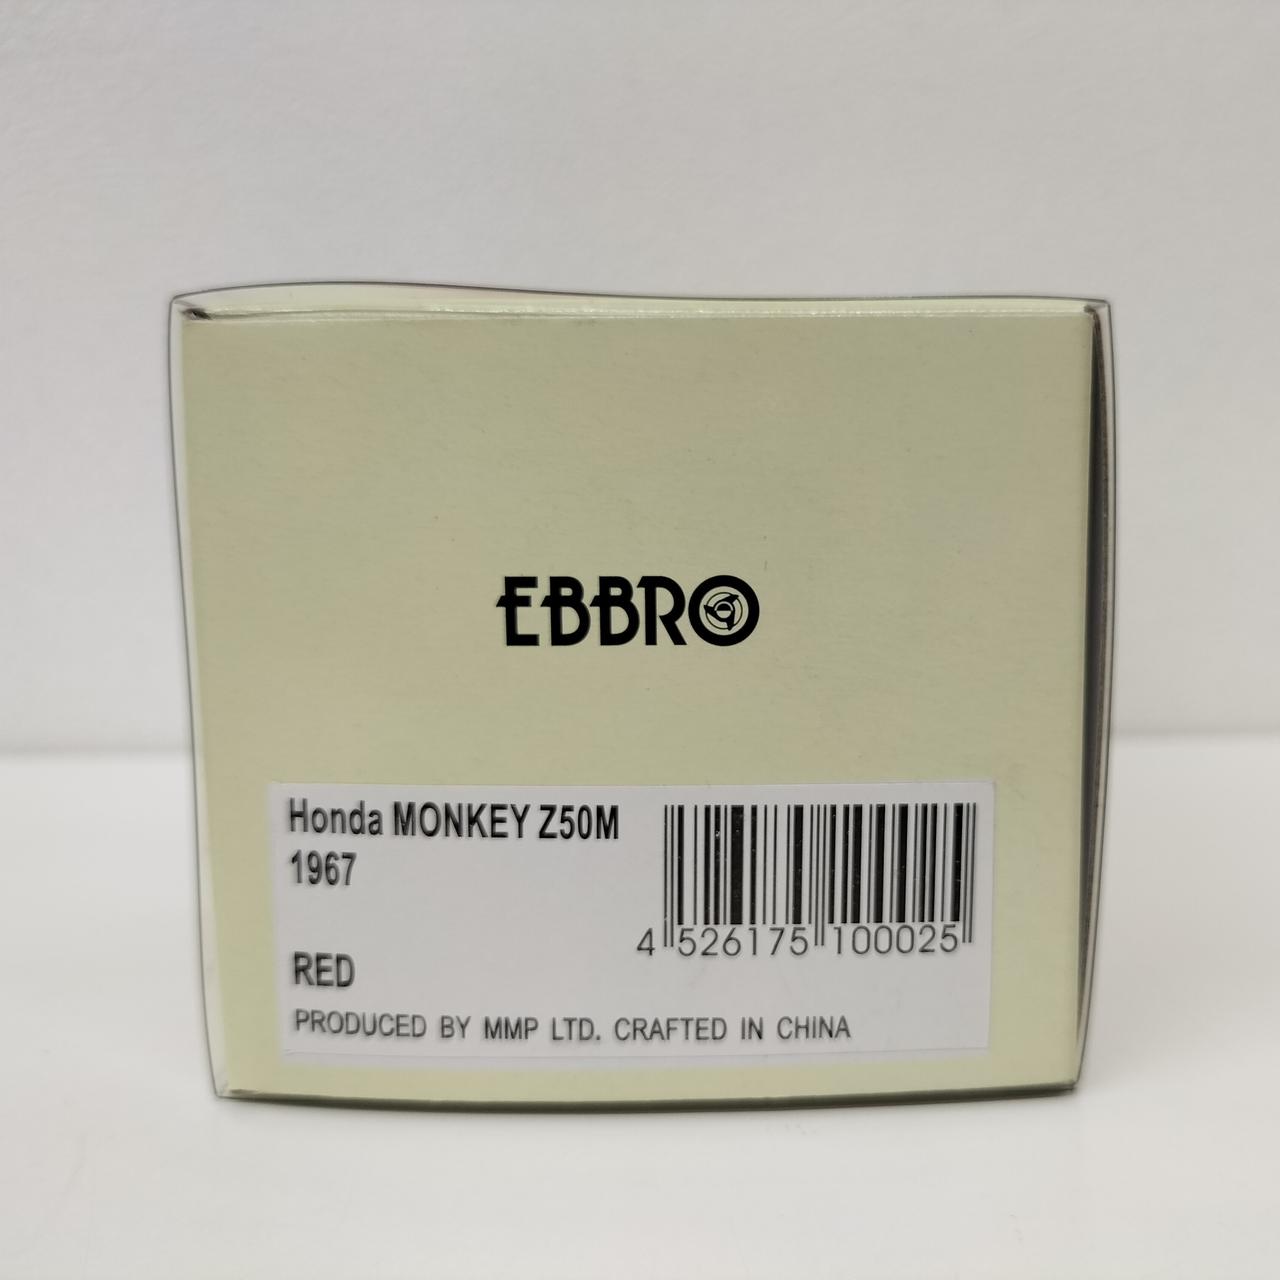 EBBRO
Honda MONKEY Z50M
1967
4 526175 100025
RED
PRODUCED BY MMP LTD. CRAFTED IN CHINA